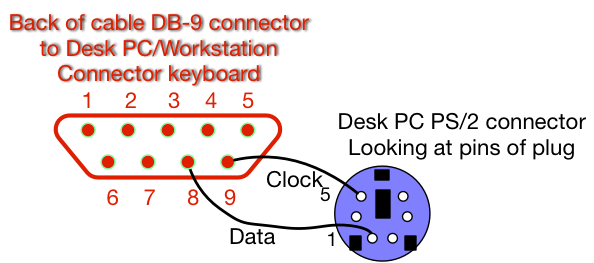 Back of cable DB-9 connector
to Desk PC/Workstation
Connector keyboard
1 2 3 4 5
6 7 8 9
Desk PC PS/2 connector
Looking at pins of plug
Clock
5
Data
1